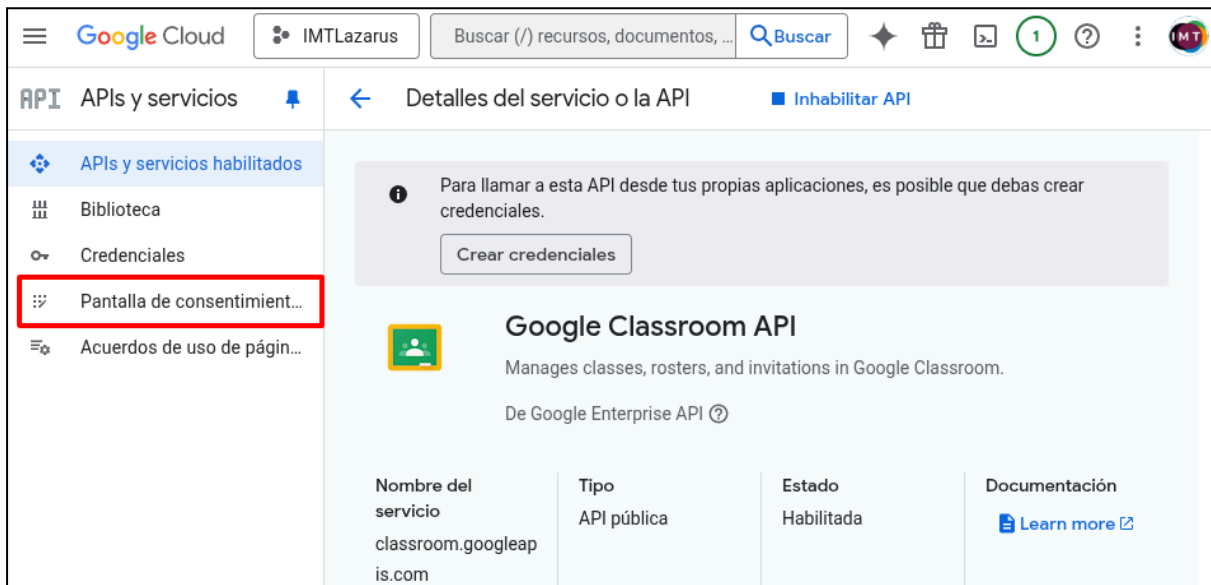 Google Cloud
IMTLazarus
Buscar (/) recursos, documentos, ...
Buscar
1
IMT
API APIs y servicios
Detalles del servicio o la API
Inhabilitar API
APIs y servicios habilitados
Biblioteca
Credenciales
Pantalla de consentimient...
Acuerdos de uso de págin...
Para llamar a esta API desde tus propias aplicaciones, es posible que debas crear
credenciales.
Crear credenciales
Google Classroom API
Manages classes, rosters, and invitations in Google Classroom.
De Google Enterprise API
Nombre del
servicio
classroom.googleap
is.com
Tipo
API pública
Estado
Habilitada
Documentación
Learn more